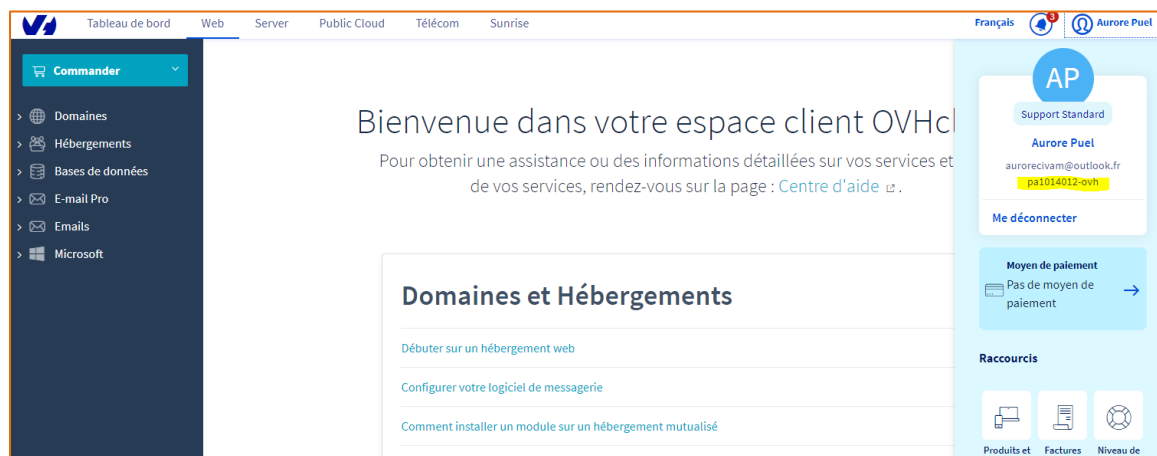 Tableau de bord Web Server Public Cloud Télécom Sunrise Français 3 Aurore Puel
Commander
Domaines
Hébergements
Bases de données
E-mail Pro
Emails
Microsoft
Bienvenue dans votre espace client OVHcl
Pour obtenir une assistance ou des informations détaillées sur vos services et
de vos services, rendez-vous sur la page : Centre d'aide .
Domaines et Hébergements
Débuter sur un hébergement web
Configurer votre logiciel de messagerie
Comment installer un module sur un hébergement mutualisé
AP
Support Standard
Aurore Puel
aurorecivam@outlook.fr
pa1014012-ovh
Me déconnecter
Moyen de paiement
Pas de moyen de
paiement
Raccourcis
Produits et Factures Niveau de